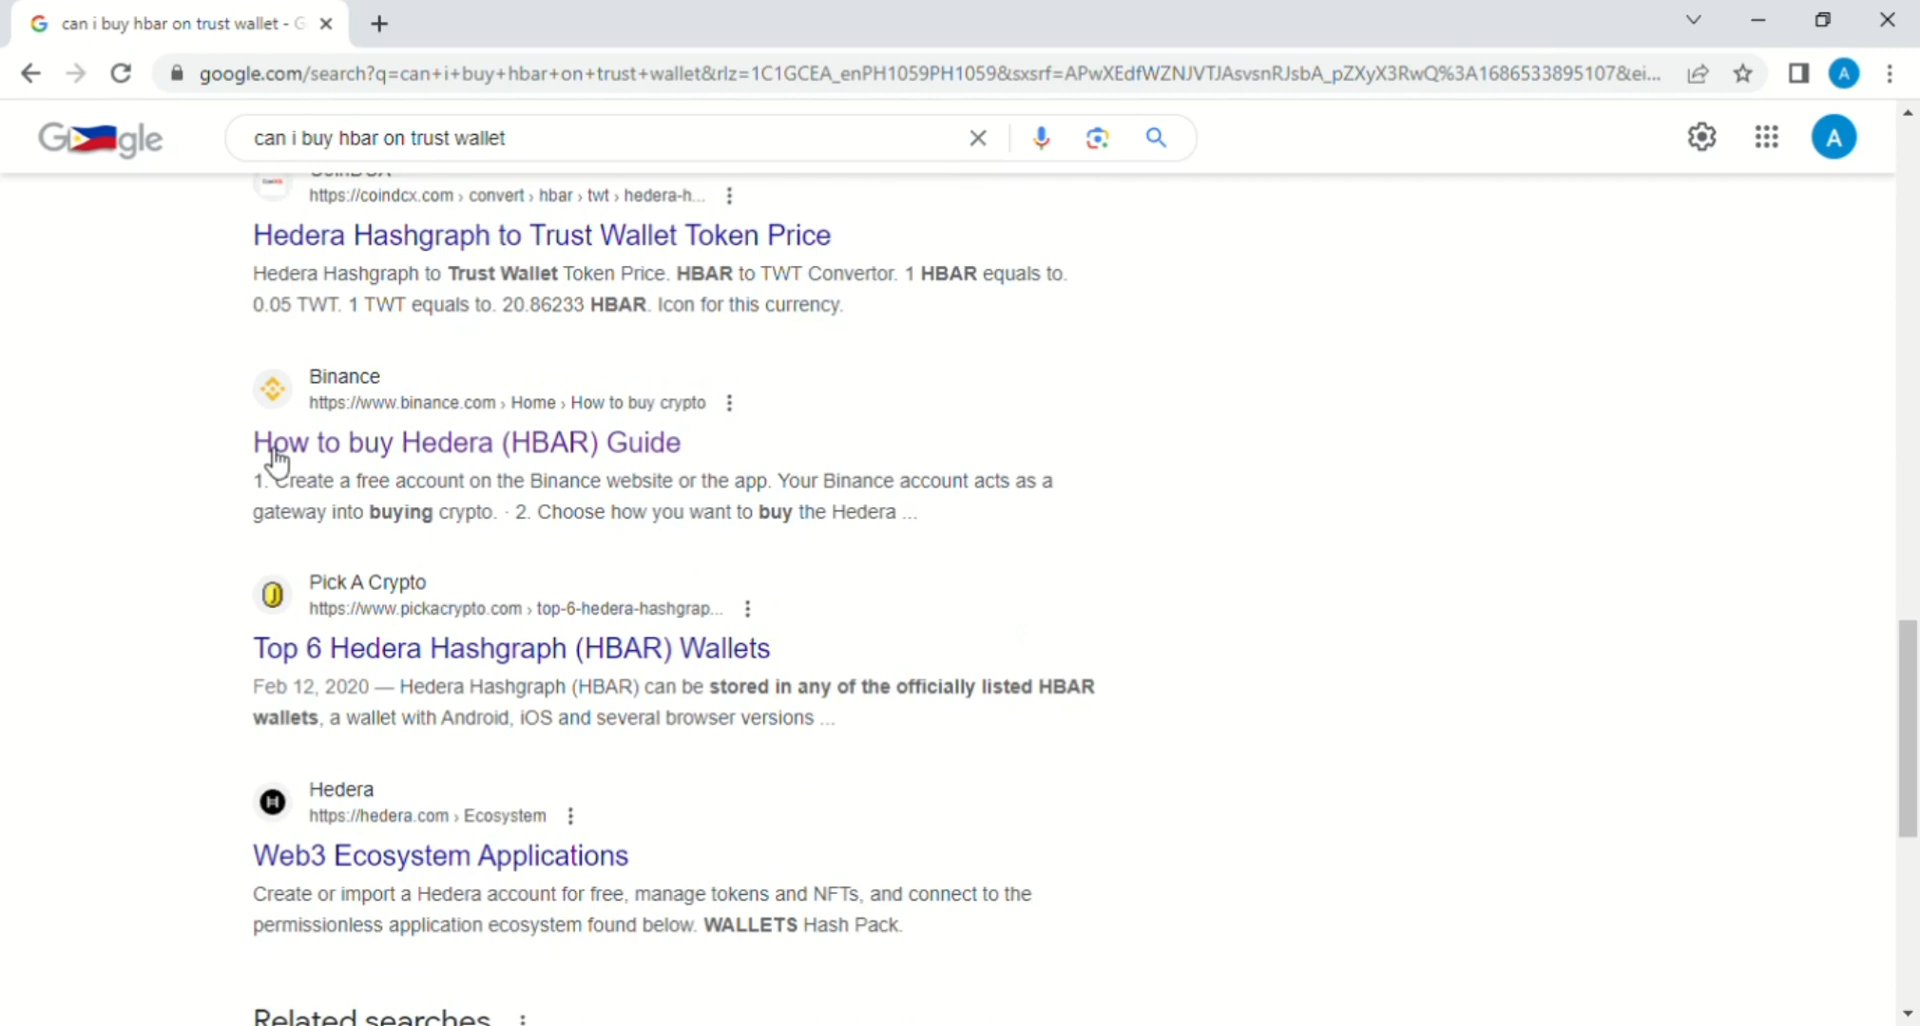 can i buy hbar on trust wallet - G
google.com/search?q=can+i+buy+hbar+on+trust+wallet&rlz=1C1GCEA_enPH1059PH1059&sxsrf=APwXEdfWZNJVTJAsvsnRJsbA_pZXyX3RwQ%3A1686533895107&ei...
A
Google
can i buy hbar on trust wallet
A
CoinDCX
https://coindcx.com › convert › hbar › twt › hedera-h...
Hedera Hashgraph to Trust Wallet Token Price
Hedera Hashgraph to Trust Wallet Token Price. HBAR to TWT Convertor. 1 HBAR equals to.
0.05 TWT. 1 TWT equals to. 20.86233 HBAR. Icon for this currency.
Binance
https://www.binance.com › Home › How to buy crypto
How to buy Hedera (HBAR) Guide
1. Create a free account on the Binance website or the app. Your Binance account acts as a
gateway into buying crypto. · 2. Choose how you want to buy the Hedera ...
Pick A Crypto
https://www.pickacrypto.com › top-6-hedera-hashgrap...
Top 6 Hedera Hashgraph (HBAR) Wallets
Feb 12, 2020 — Hedera Hashgraph (HBAR) can be stored in any of the officially listed HBAR
wallets, a wallet with Android, iOS and several browser versions ...
Hedera
https://hedera.com › Ecosystem
Web3 Ecosystem Applications
Create or import a Hedera account for free, manage tokens and NFTs, and connect to the
permissionless application ecosystem found below. WALLETS Hash Pack.
Related searches